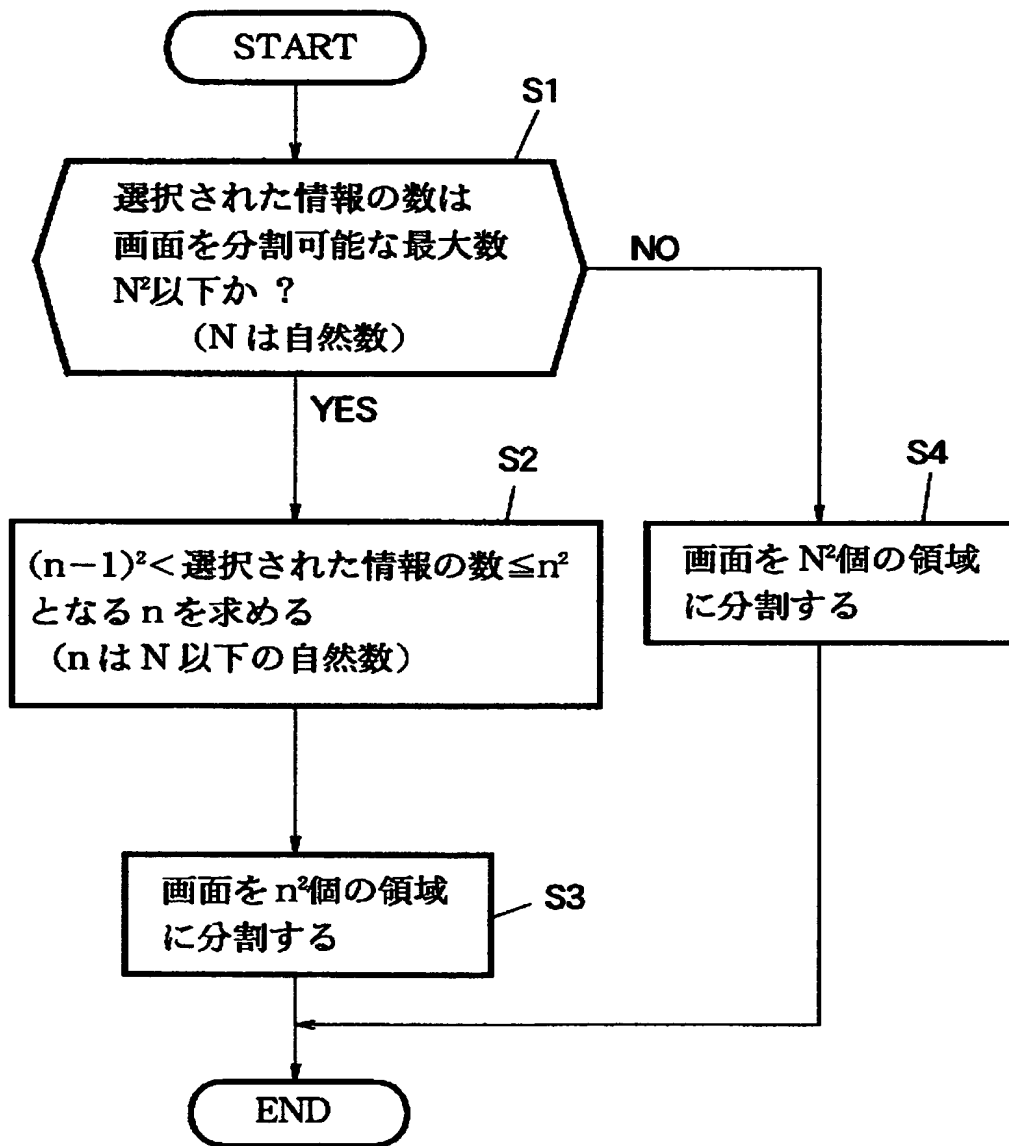 START
S1
選択された情報の数は
画面を分割可能な最大数
N²以下か ?
(N は自然数)
NO
YES
S2
(n−1)²< 選択された情報の数≦n²
となる n を求める
(n は N 以下の自然数)
S4
画面を N²個の領域
に分割する
画面を n²個の領域
に分割する
S3
END